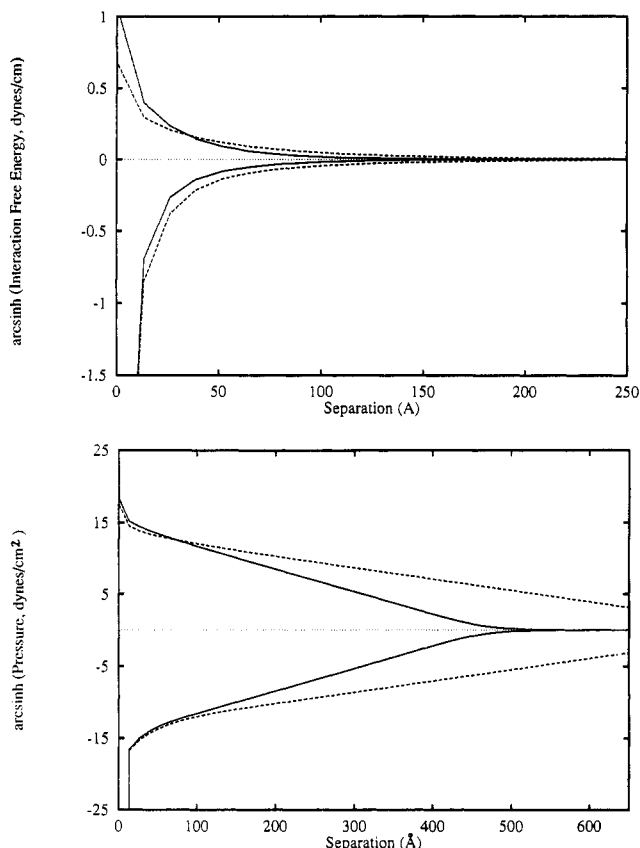 1
0.5
0
-0.5
-1
-1.5
arcsinh (Interaction Free Energy, dynes/cm)
0 50 100 150 200 250
Separation (A)
25
15
5
-5
-15
-25
arcsinh (Pressure, dynes/cm²)
0 100 200 300 400 500 600
Separation (Å)